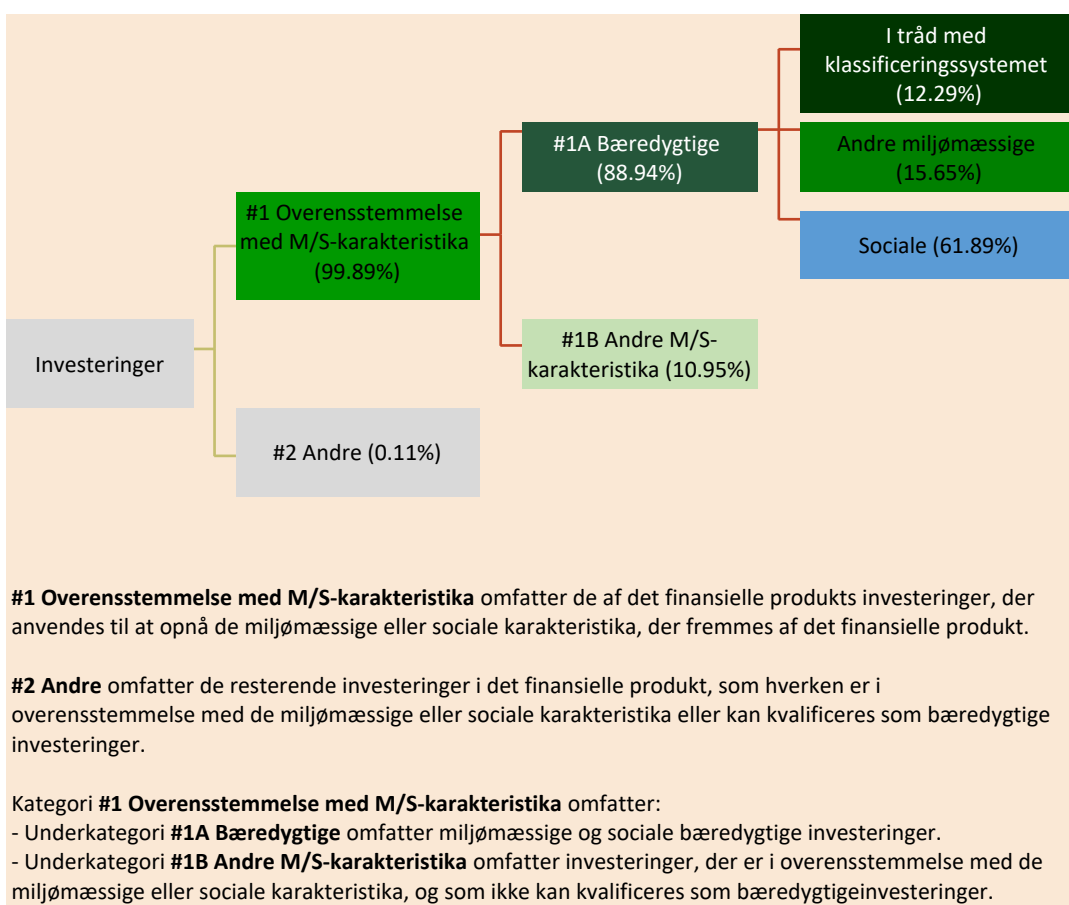 I tråd med
klassificeringssystemet
(12.29%)
#1A Bæredygtige
(88.94%)
Andre miljømæssige
(15.65%)
#1 Overensstemmelse
med M/S-karakteristika
(99.89%)
Sociale (61.89%)
Investeringer
#1B Andre M/S-
karakteristika (10.95%)
#2 Andre (0.11%)
#1 Overensstemmelse med M/S-karakteristika omfatter de af det finansielle produkts investeringer, der
anvendes til at opnå de miljømæssige eller sociale karakteristika, der fremmes af det finansielle produkt.
#2 Andre omfatter de resterende investeringer i det finansielle produkt, som hverken er i
overensstemmelse med de miljømæssige eller sociale karakteristika eller kan kvalificeres som bæredygtige
investeringer.
Kategori #1 Overensstemmelse med M/S-karakteristika omfatter:
- Underkategori #1A Bæredygtige omfatter miljømæssige og sociale bæredygtige investeringer.
- Underkategori #1B Andre M/S-karakteristika omfatter investeringer, der er i overensstemmelse med de
miljømæssige eller sociale karakteristika, og som ikke kan kvalificeres som bæredygtigeinvesteringer.